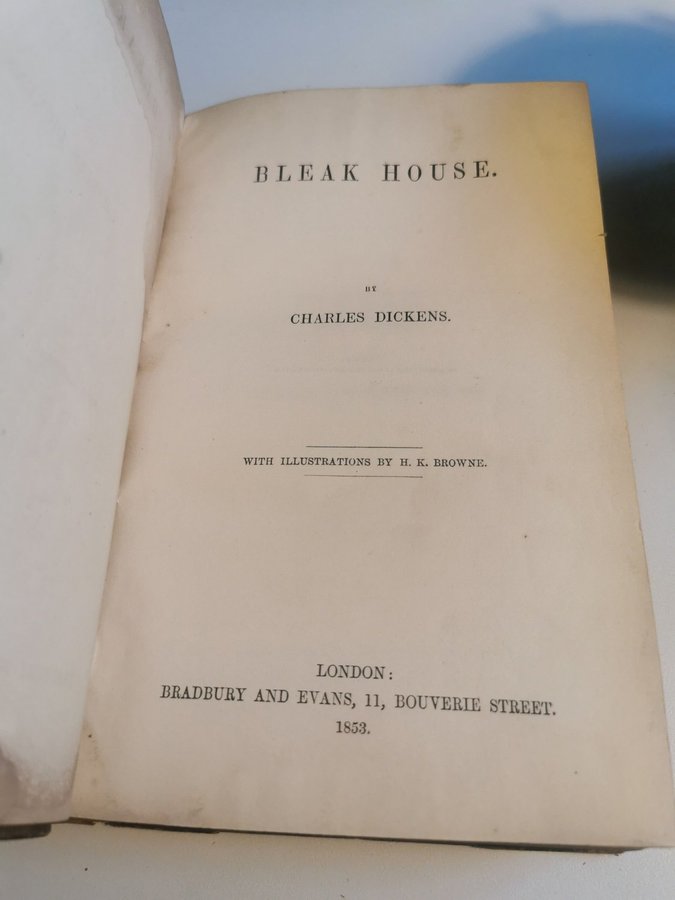 BLEAK HOUSE.
BY
CHARLES DICKENS.
WITH ILLUSTRATIONS BY H. K. BROWNE.
LONDON:
BRADBURY AND EVANS, 11, BOUVERIE STREET.
1853.